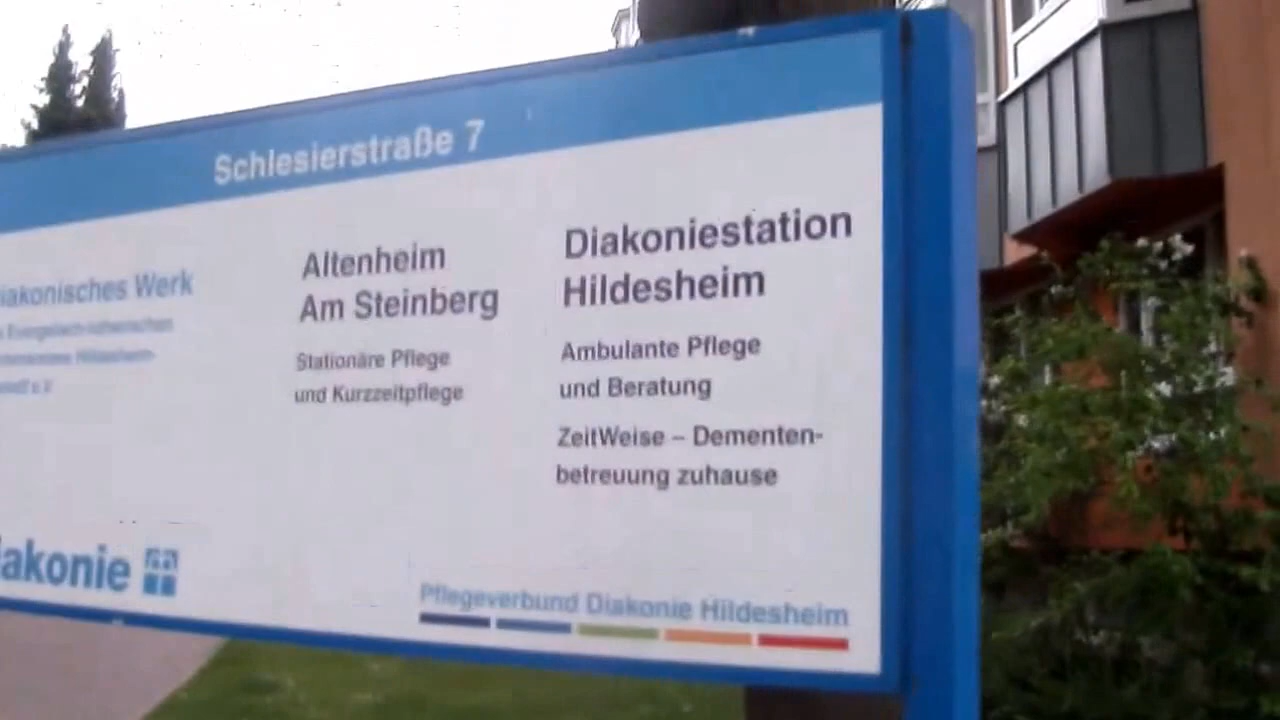 Schlesierstraße 7
iakonisches Werk
Altenheim
Am Steinberg
Stationäre Pflege
und Kurzzeitpflege
Diakoniestation
Hildesheim
Ambulante Pflege
und Beratung
ZeitWeise – Dementen-
betreuung zuhause
iakonie
Pflegeverbund Diakonie Hildesheim